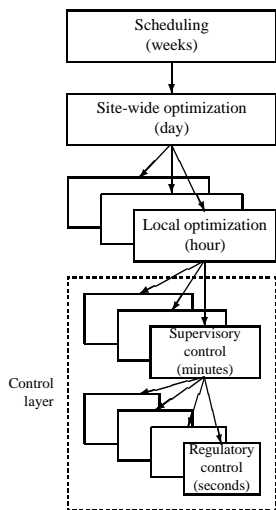 Scheduling
(weeks)
Site-wide optimization
(day)
Local optimization
(hour)
Supervisory
control
(minutes)
Control
layer
Regulatory
control
(seconds)